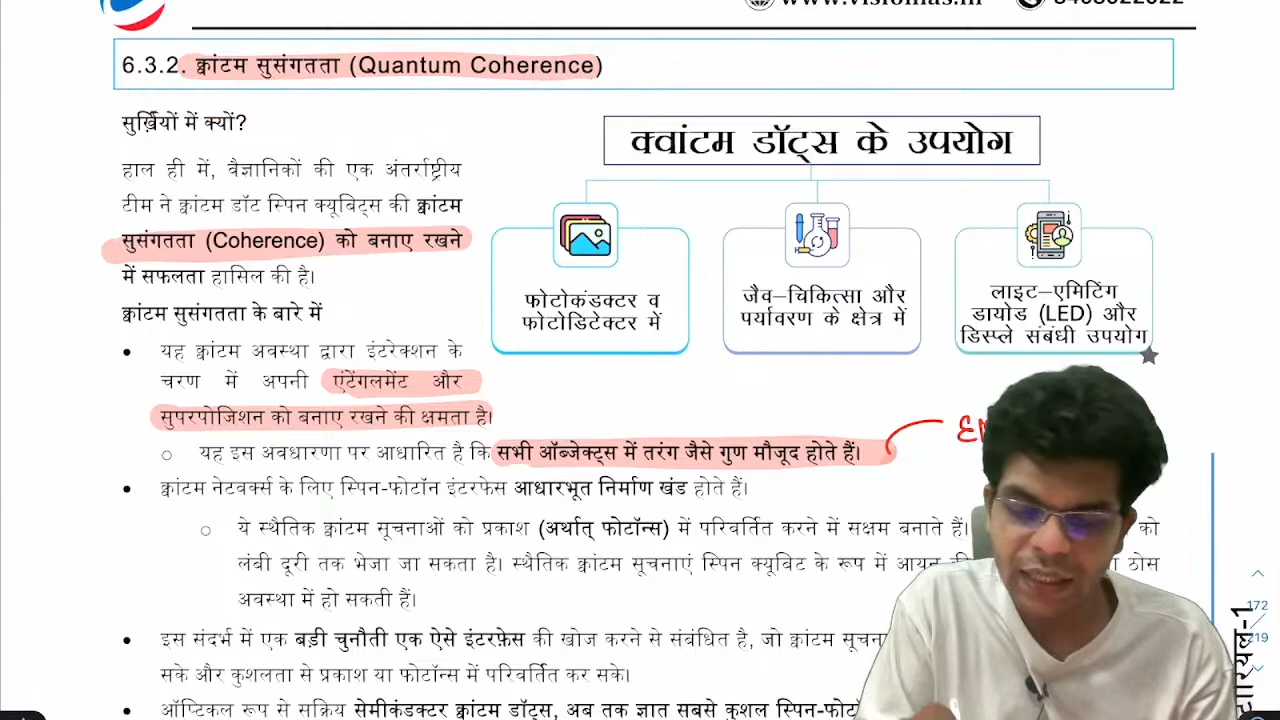 www.visionias.in
8468022022
6.3.2. क्वांटम सुसंगतता (Quantum Coherence)
सुर्ख़ियों में क्यों?
हाल ही में, वैज्ञानिकों की एक अंतर्राष्ट्रीय
टीम ने क्वांटम डॉट स्पिन क्यूबिट्स की क्वांटम
सुसंगतता (Coherence) को बनाए रखने
में सफलता हासिल की है।
क्वांटम सुसंगतता के बारे में
• यह क्वांटम अवस्था द्वारा इंटरेक्शन के
चरण में अपनी एंटेंगलमेंट और
सुपरपोजिशन को बनाए रखने की क्षमता है।
○ यह इस अवधारणा पर आधारित है कि सभी ऑब्जेक्ट्स में तरंग जैसे गुण मौजूद होते हैं।
क्वांटम डॉट्स के उपयोग
फोटोकंडक्टर व
फोटोडिटेक्टर में
जैव–चिकित्सा और
पर्यावरण के क्षेत्र में
लाइट–एमिटिंग
डायोड (LED) और
डिस्प्ले संबंधी उपयोग
• क्वांटम नेटवर्क्स के लिए स्पिन-फोटॉन इंटरफेस आधारभूत निर्माण खंड होते हैं।
○ ये स्थैतिक क्वांटम सूचनाओं को प्रकाश (अर्थात् फोटॉन्स) में परिवर्तित करने में सक्षम बनाते हैं। को
लंबी दूरी तक भेजा जा सकता है। स्थैतिक क्वांटम सूचनाएं स्पिन क्यूबिट के रूप में आयन ठोस
अवस्था में हो सकती हैं।
• इस संदर्भ में एक बड़ी चुनौती एक ऐसे इंटरफ़ेस की खोज करने से संबंधित है, जो क्वांटम
सके और कुशलता से प्रकाश या फोटॉन्स में परिवर्तित कर सके।
• ऑप्टिकल रूप से सक्रिय सेमीकंडक्टर क्वांटम डॉट्स, अब तक ज्ञात सबसे कुशल
172
219